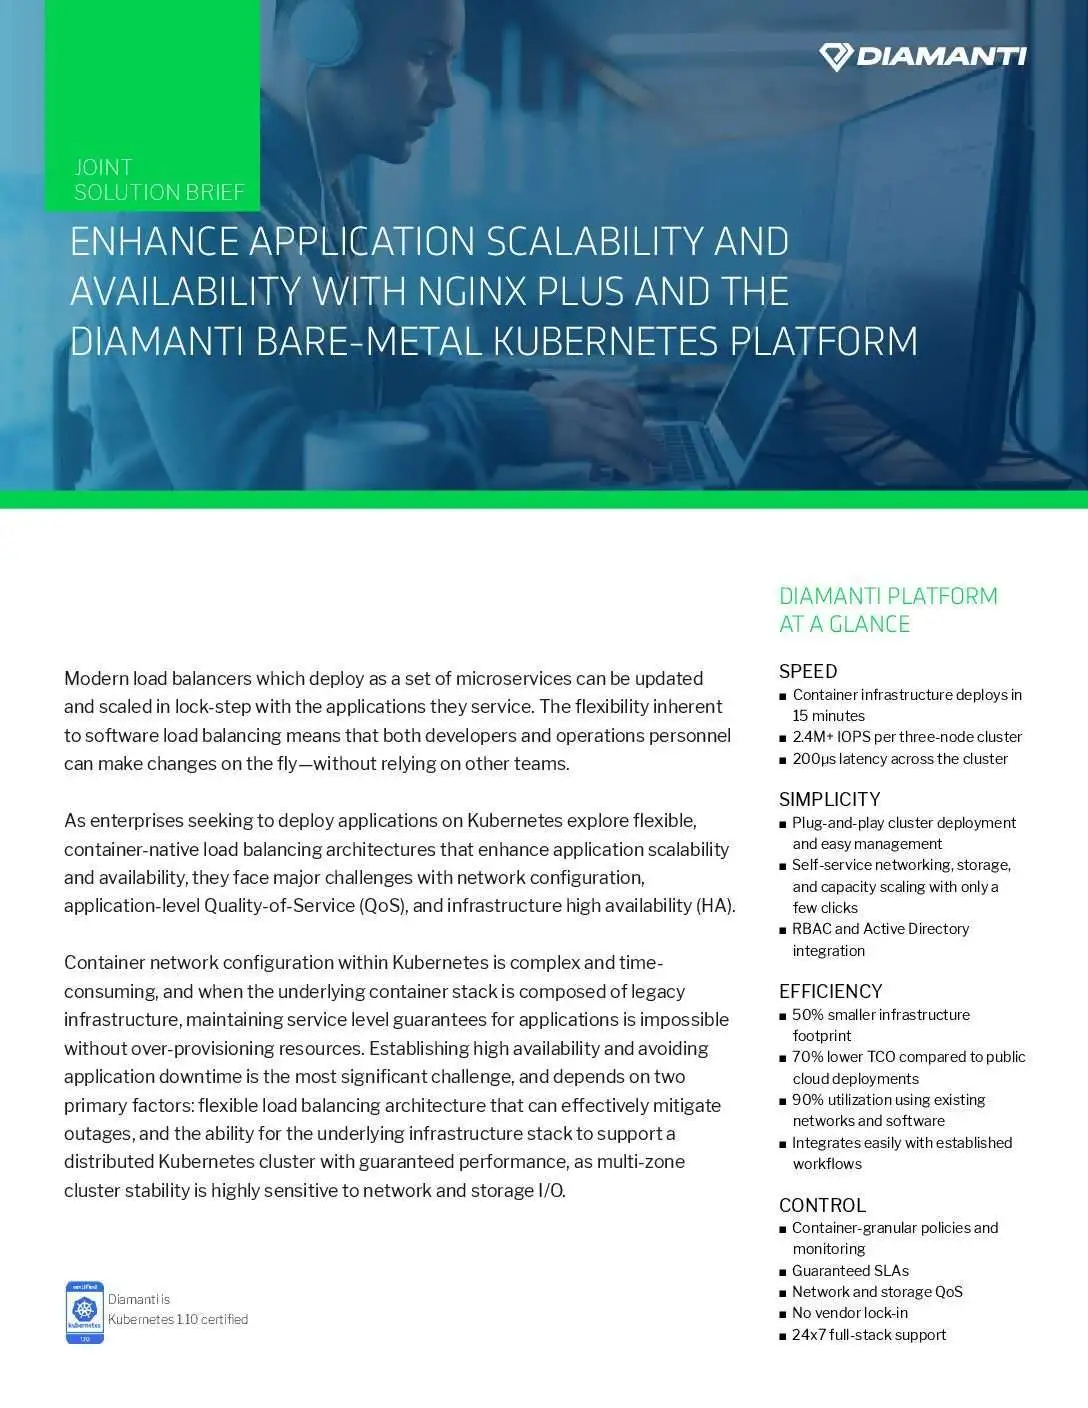 DIAMANTI
JOINT
SOLUTION BRIEF
ENHANCE APPLICATION SCALABILITY AND
AVAILABILITY WITH NGINX PLUS AND THE
DIAMANTI BARE-METAL KUBERNETES PLATFORM
Modern load balancers which deploy as a set of microservices can be updated
and scaled in lock-step with the applications they service. The flexibility inherent
to software load balancing means that both developers and operations personnel
can make changes on the fly—without relying on other teams.
As enterprises seeking to deploy applications on Kubernetes explore flexible,
container-native load balancing architectures that enhance application scalability
and availability, they face major challenges with network configuration,
application-level Quality-of-Service (QoS), and infrastructure high availability (HA).
Container network configuration within Kubernetes is complex and time-
consuming, and when the underlying container stack is composed of legacy
infrastructure, maintaining service level guarantees for applications is impossible
without over-provisioning resources. Establishing high availability and avoiding
application downtime is the most significant challenge, and depends on two
primary factors: flexible load balancing architecture that can effectively mitigate
outages, and the ability for the underlying infrastructure stack to support a
distributed Kubernetes cluster with guaranteed performance, as multi-zone
cluster stability is highly sensitive to network and storage I/O.
certified
kubernetes
1.10
Diamanti is
Kubernetes 1.10 certified
DIAMANTI PLATFORM
AT A GLANCE
SPEED
■ Container infrastructure deploys in
15 minutes
■ 2.4M+ IOPS per three-node cluster
■ 200µs latency across the cluster
SIMPLICITY
■ Plug-and-play cluster deployment
and easy management
■ Self-service networking, storage,
and capacity scaling with only a
few clicks
■ RBAC and Active Directory
integration
EFFICIENCY
■ 50% smaller infrastructure
footprint
■ 70% lower TCO compared to public
cloud deployments
■ 90% utilization using existing
networks and software
■ Integrates easily with established
workflows
CONTROL
■ Container-granular policies and
monitoring
■ Guaranteed SLAs
■ Network and storage QoS
■ No vendor lock-in
■ 24x7 full-stack support